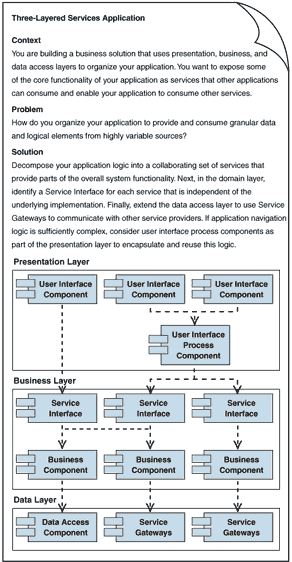 Three-Layered Services Application
Context
You are building a business solution that uses presentation, business, and
data access layers to organize your application. You want to expose some
of the core functionality of your application as services that other applications
can consume and enable your application to consume other services.
Problem
How do you organize your application to provide and consume granular data
and logical elements from highly variable sources?
Solution
Decompose your application logic into a collaborating set of services that
provide parts of the overall system functionality. Next, in the domain layer,
identify a Service Interface for each service that is independent of the
underlying implementation. Finally, extend the data access layer to use Service
Gateways to communicate with other service providers. If application navigation
logic is sufficiently complex, consider user interface process components as
part of the presentation layer to encapsulate and reuse this logic.
Presentation Layer
User Interface
Component
User Interface
Component
User Interface
Component
User Interface
Process
Component
Business Layer
Service
Interface
Service
Interface
Service
Interface
Business
Component
Business
Component
Business
Component
Data Layer
Data Access
Component
Service
Gateways
Service
Gateways